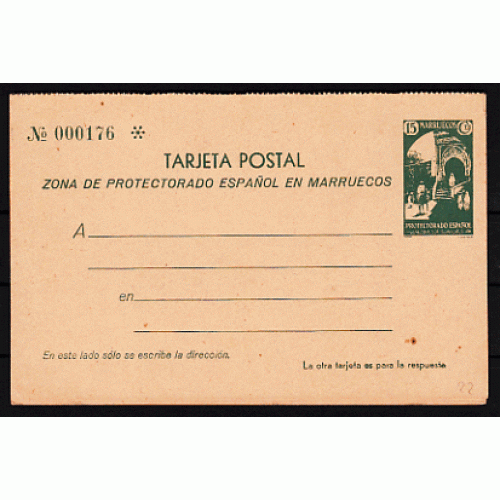 Nº 000176 *
15 MARRUECOS
TARJETA POSTAL
ZONA DE PROTECTORADO ESPAÑOL EN MARRUECOS
PROTECTORADO ESPAÑOL
A
en
En este lado sólo se escribe la dirección.
La otra tarjeta es para la respuesta
22